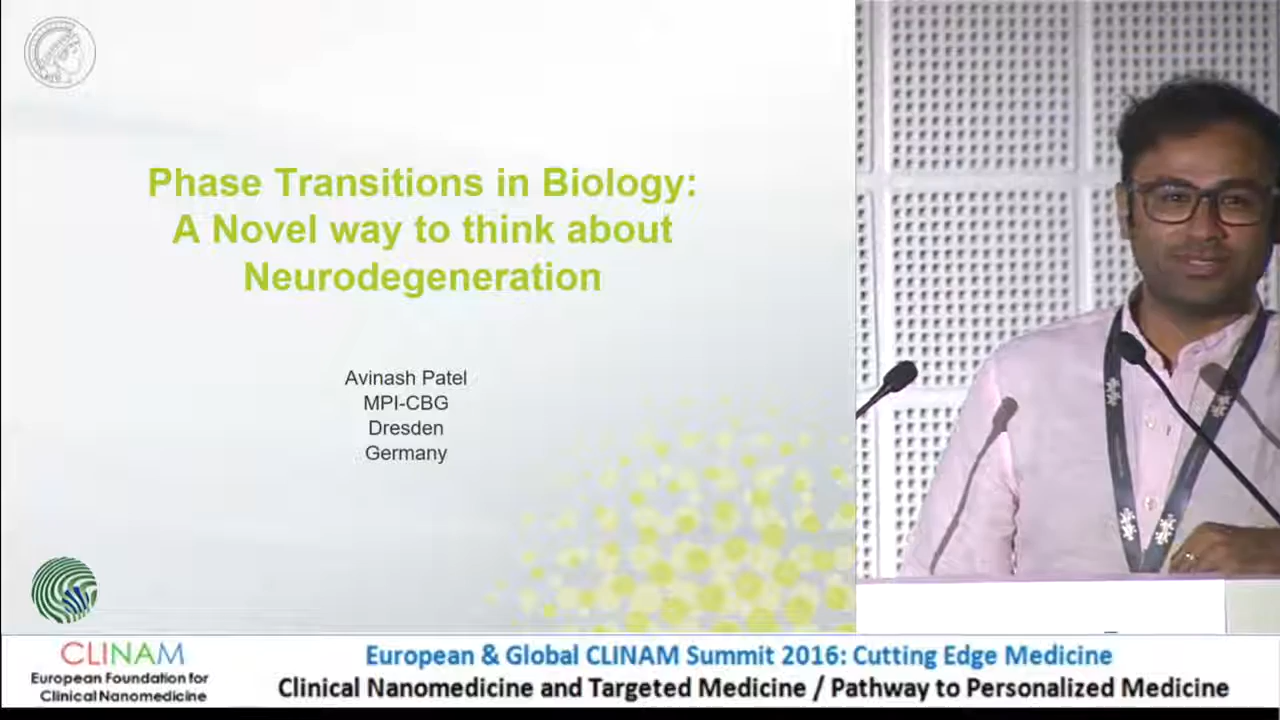 Phase Transitions in Biology:
A Novel way to think about
Neurodegeneration
Avinash Patel
MPI-CBG
Dresden
Germany
CLINAM
European Foundation for
Clinical Nanomedicine
European & Global CLINAM Summit 2016: Cutting Edge Medicine
Clinical Nanomedicine and Targeted Medicine / Pathway to Personalized Medicine